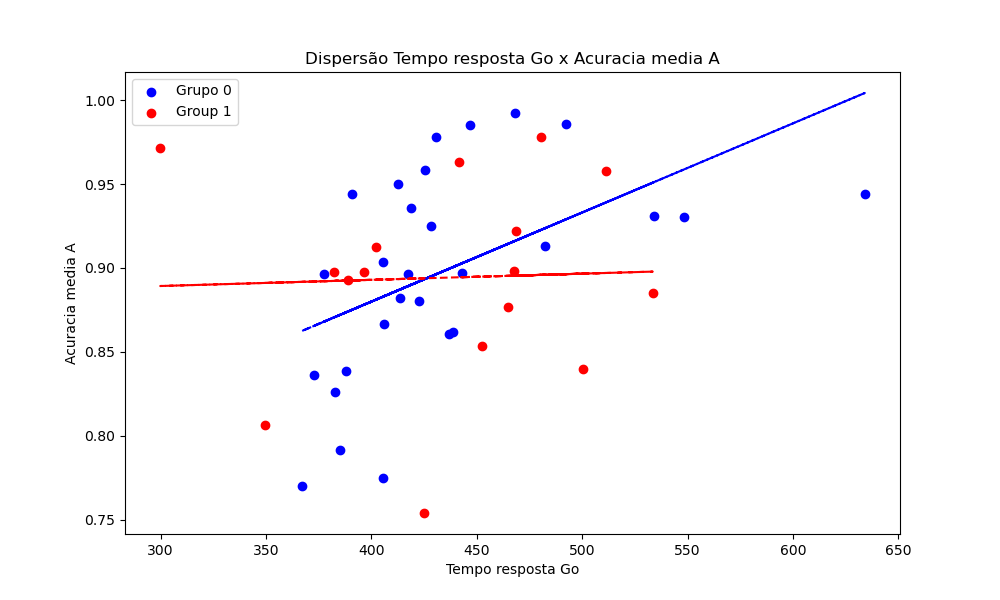 Dispersão Tempo resposta Go x Acuracia media A
Grupo 0
Group 1
Acuracia media A
1.00
0.95
0.90
0.85
0.80
0.75
300 350 400 450 500 550 600 650
Tempo resposta Go